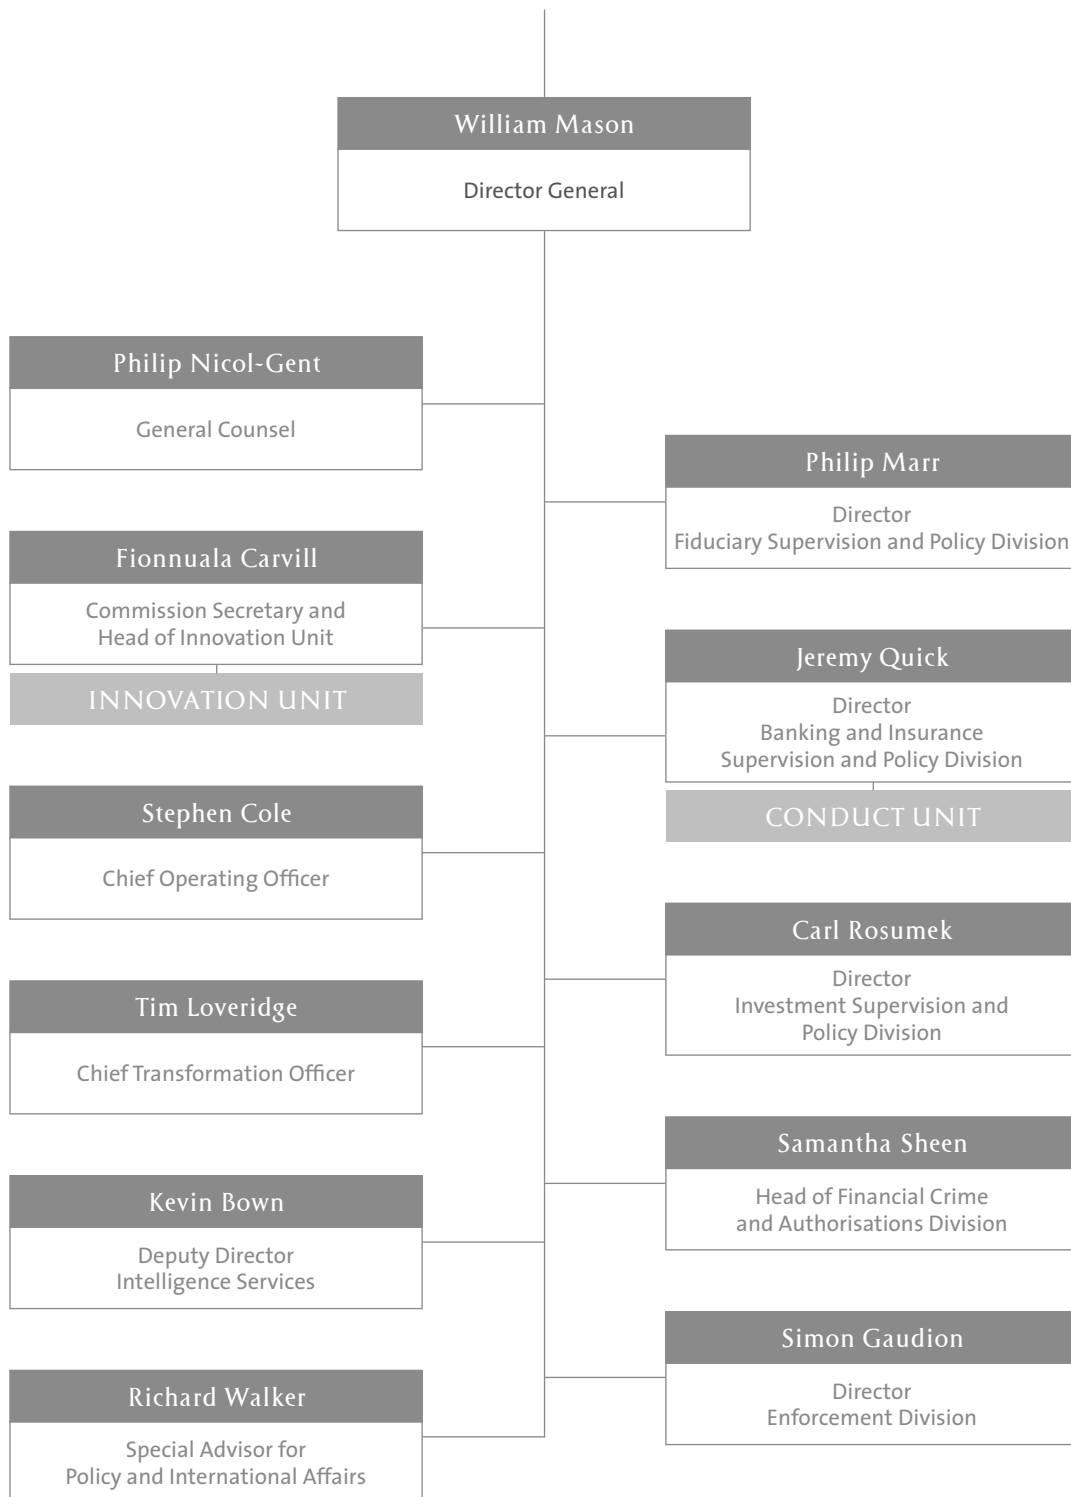 William Mason
Director General
Philip Nicol-Gent
General Counsel
Philip Marr
Director
Fiduciary Supervision and Policy Division
Fionnuala Carvill
Commission Secretary and
Head of Innovation Unit
INNOVATION UNIT
Jeremy Quick
Director
Banking and Insurance
Supervision and Policy Division
CONDUCT UNIT
Stephen Cole
Chief Operating Officer
Carl Rosumek
Director
Investment Supervision and
Policy Division
Tim Loveridge
Chief Transformation Officer
Samantha Sheen
Head of Financial Crime
and Authorisations Division
Kevin Bown
Deputy Director
Intelligence Services
Simon Gaudion
Director
Enforcement Division
Richard Walker
Special Advisor for
Policy and International Affairs